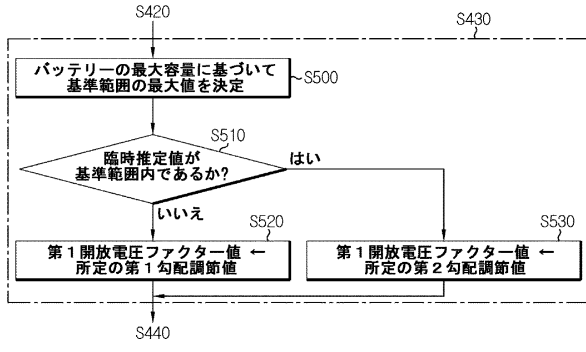 S420
S430
バッテリーの最大容量に基づいて
基準範囲の最大値を決定
S500
S510
臨時推定値が
基準範囲内であるか?
はい
いいえ
S520
第1開放電圧ファクター値 ←
所定の第1勾配調節値
S530
第1開放電圧ファクター値 ←
所定の第2勾配調節値
S440